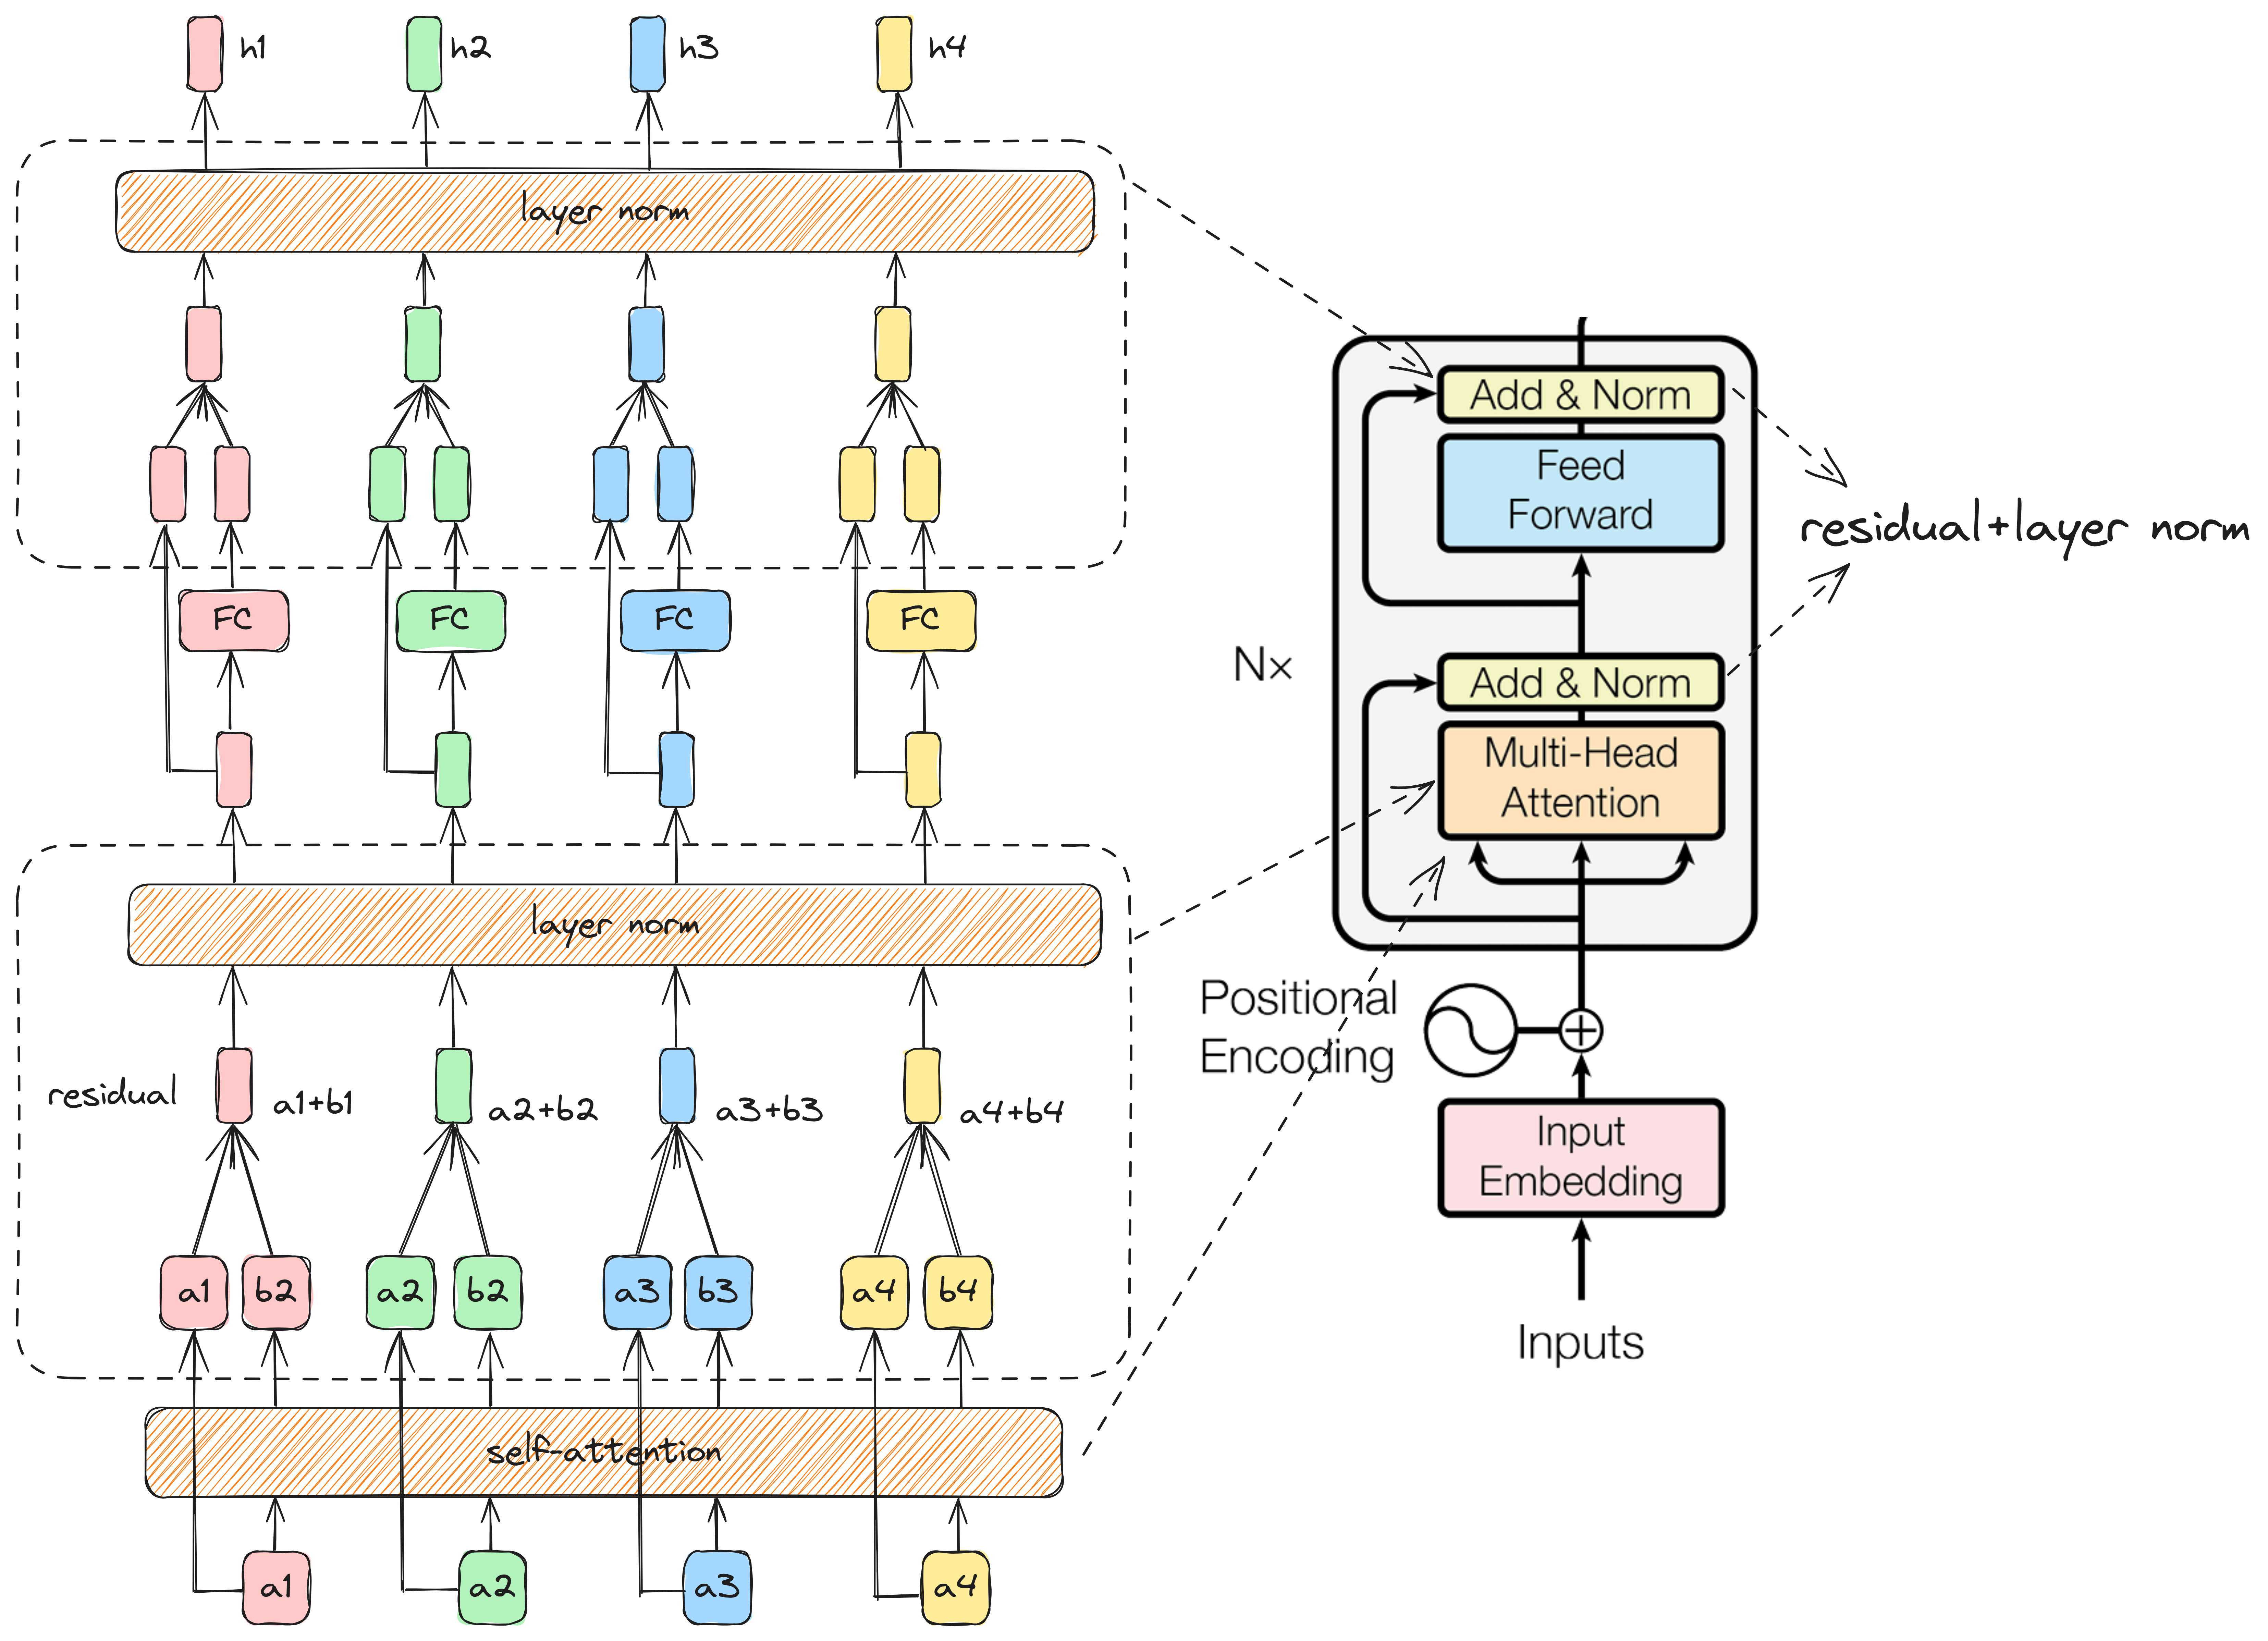 h1
h2
h3
h4
layer norm
FC
FC
FC
FC
layer norm
residual
a1+b1
a2+b2
a3+b3
a4+b4
a1
b2
a2
b2
a3
b3
a4
b4
self-attention
a1
a2
a3
a4
Add & Norm
Feed
Forward
residual+layer norm
N×
Add & Norm
Multi-Head
Attention
Positional
Encoding
Input
Embedding
Inputs